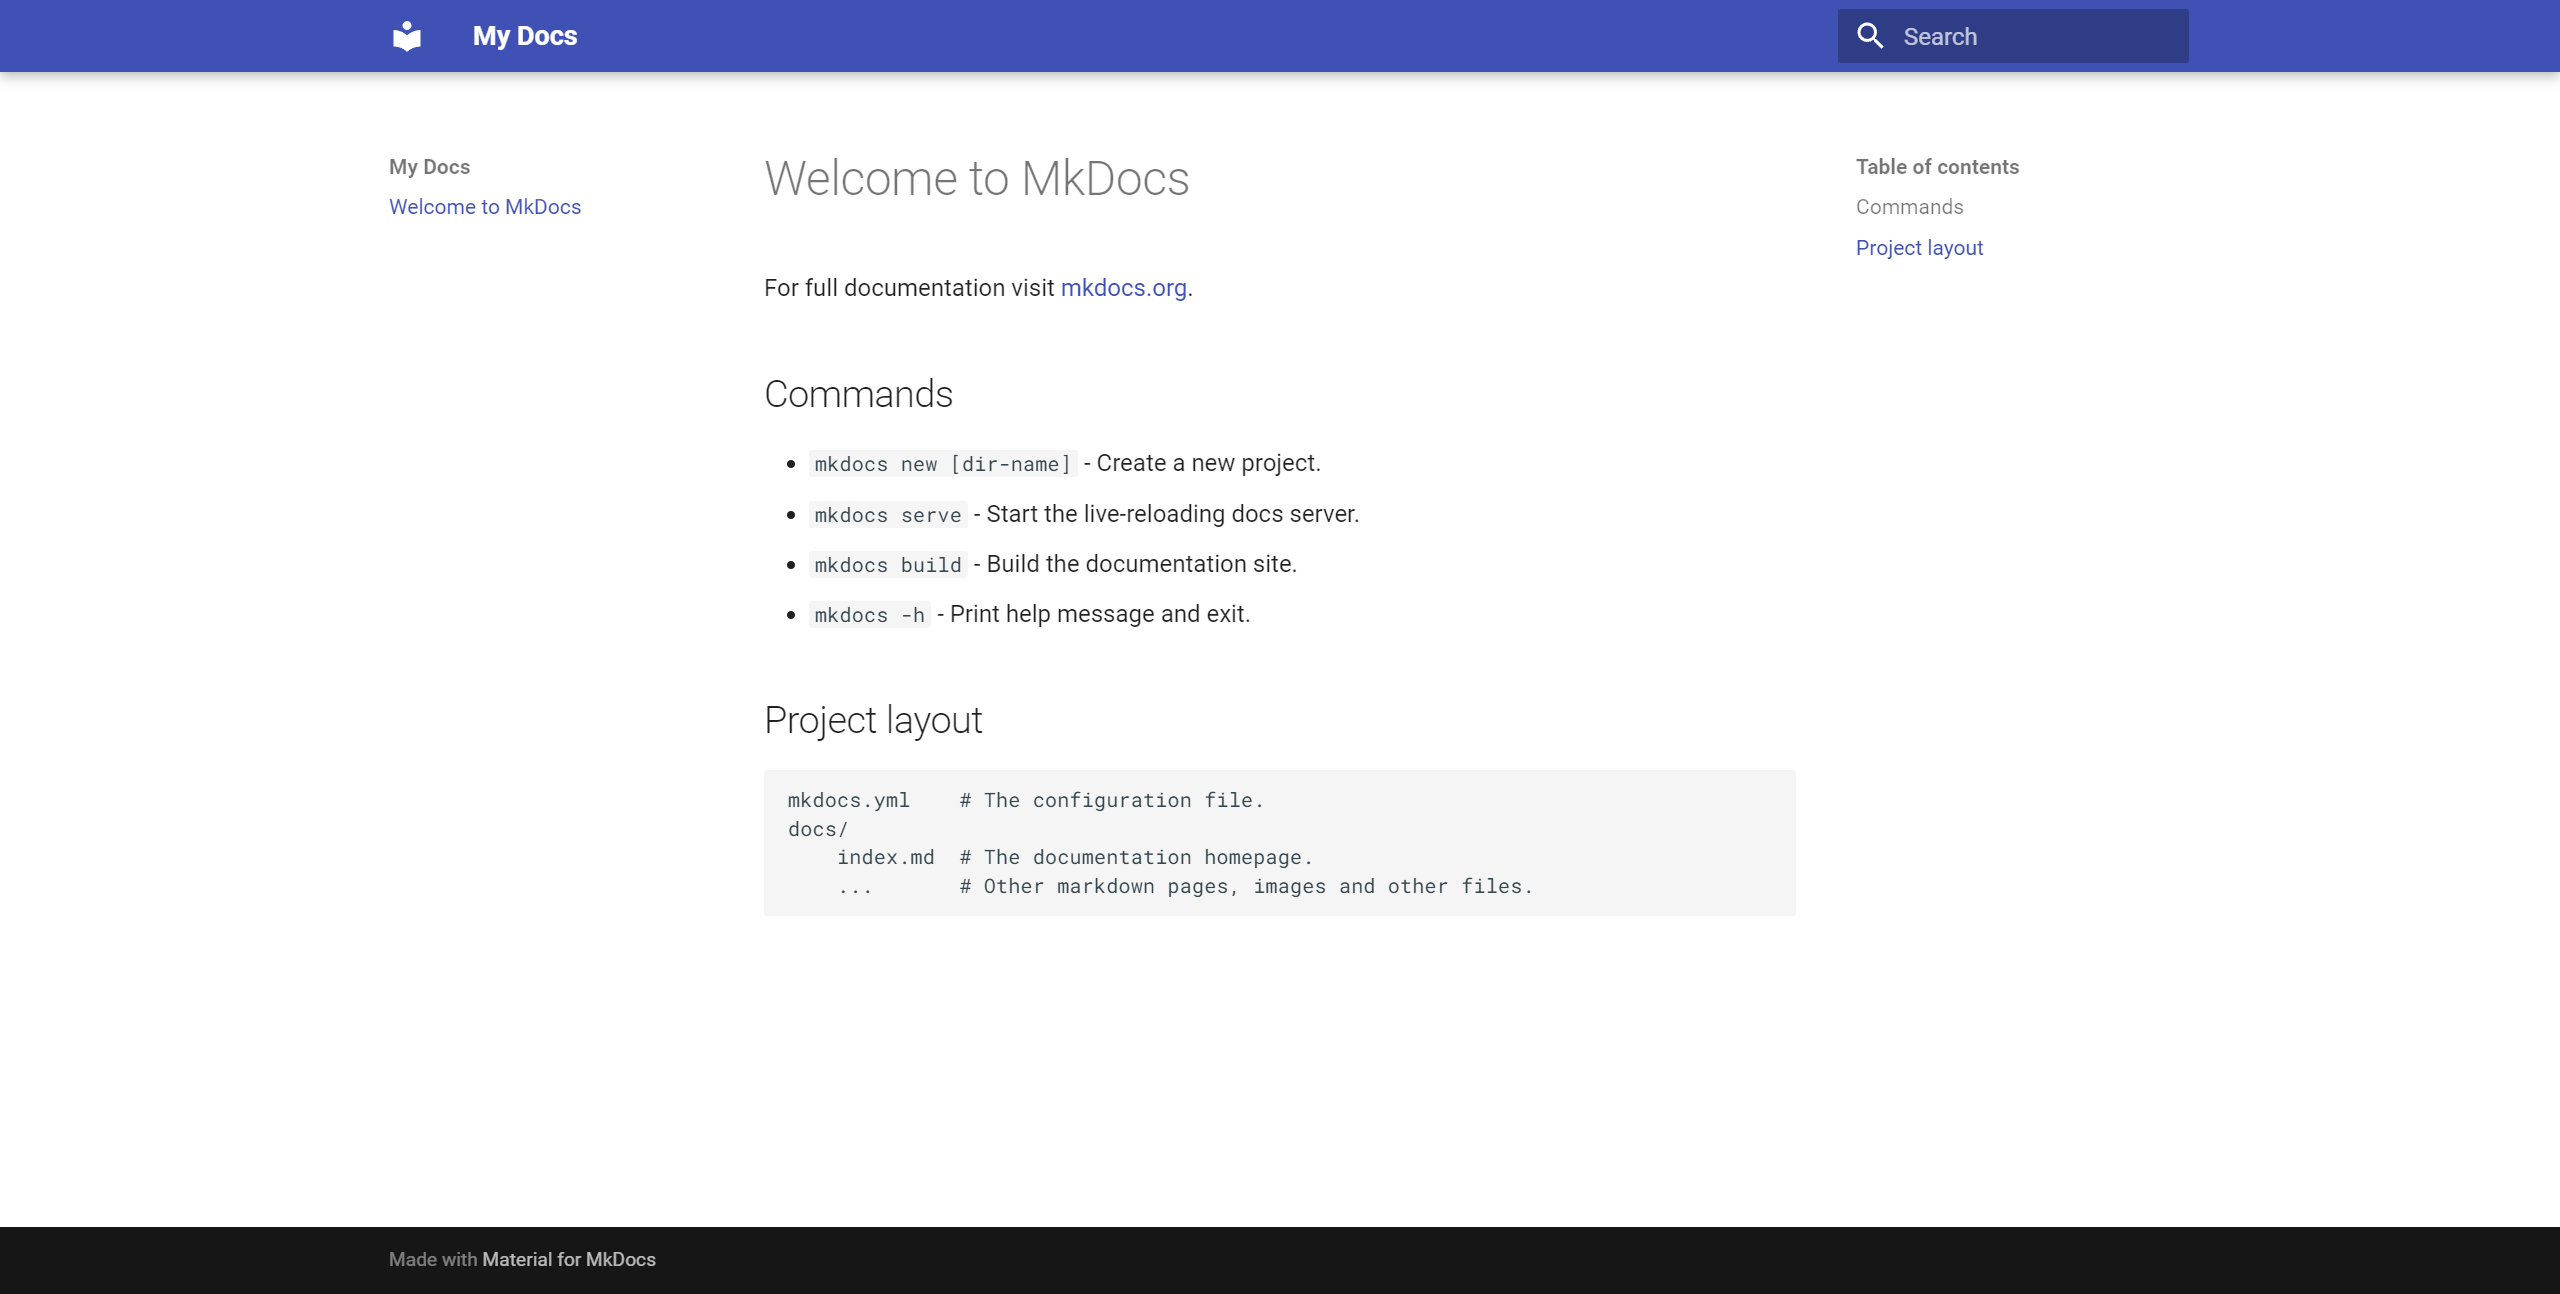 My Docs
Search
My Docs
Welcome to MkDocs
Welcome to MkDocs
For full documentation visit mkdocs.org.
Commands
mkdocs new [dir-name] - Create a new project.
mkdocs serve - Start the live-reloading docs server.
mkdocs build - Build the documentation site.
mkdocs -h - Print help message and exit.
Project layout
mkdocs.yml    # The configuration file.
docs/
    index.md  # The documentation homepage.
    ...       # Other markdown pages, images and other files.
Table of contents
Commands
Project layout
Made with Material for MkDocs